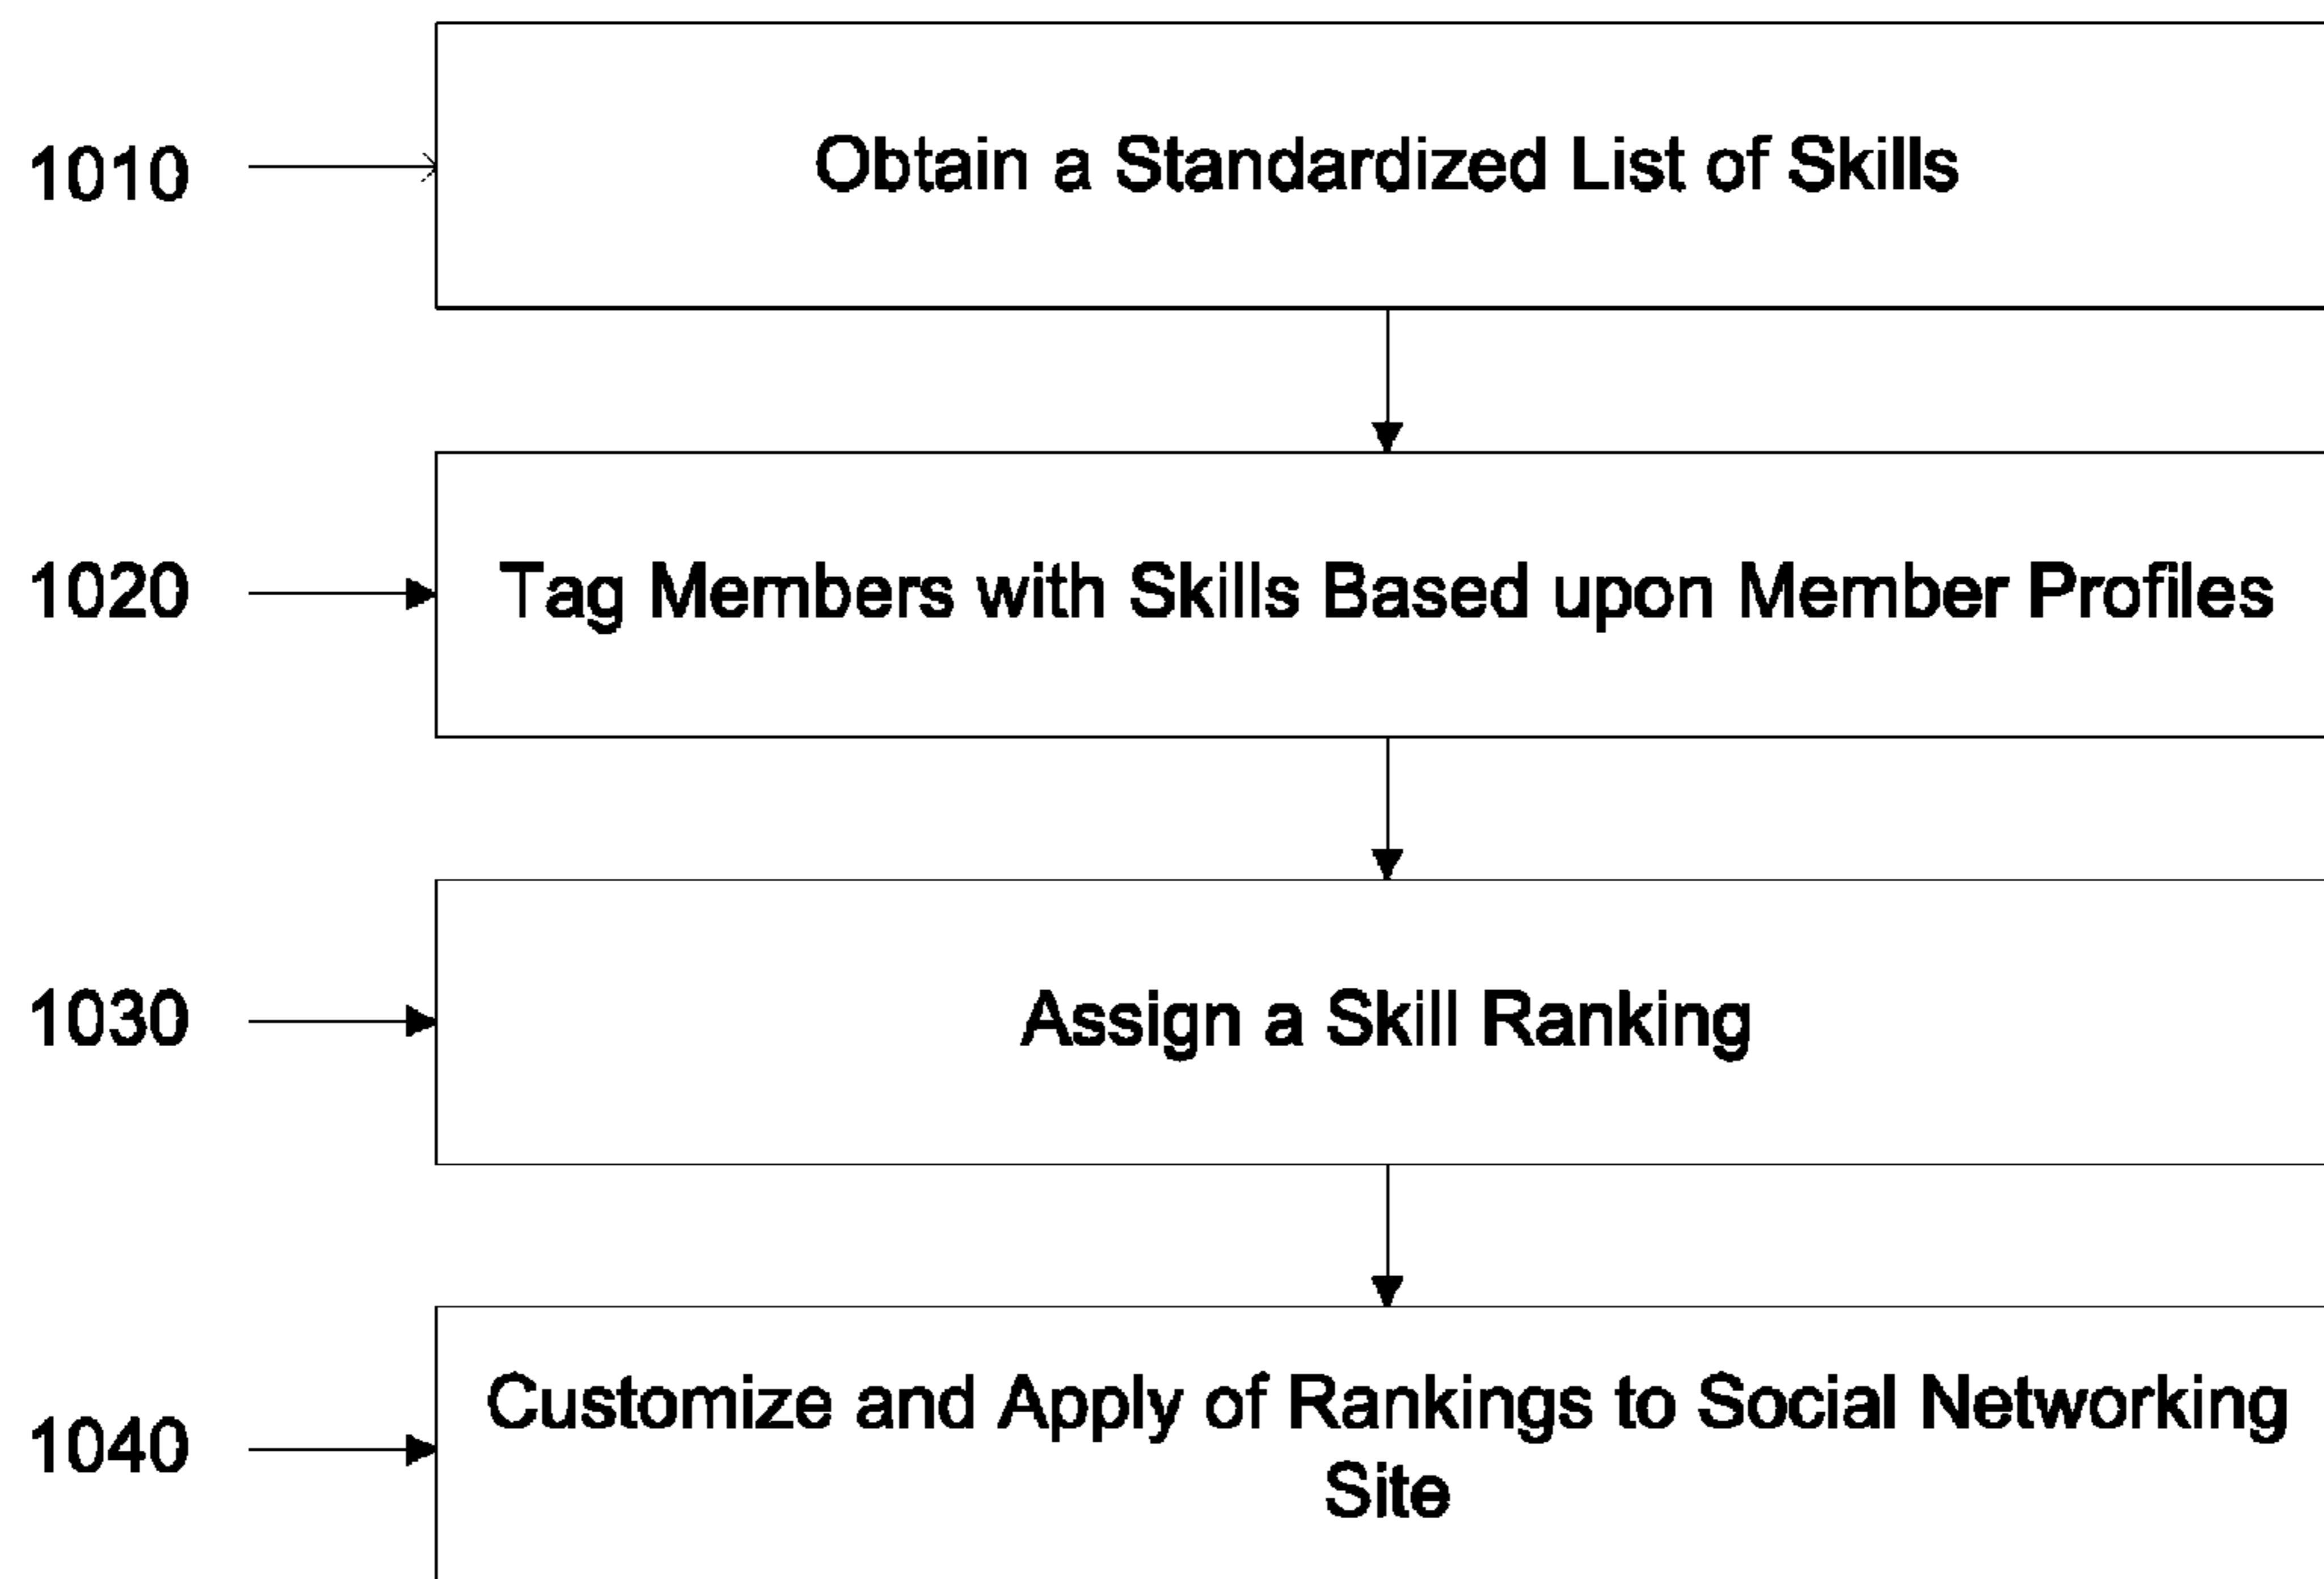 1010
Obtain a Standardized List of Skills
1020
Tag Members with Skills Based upon Member Profiles
1030
Assign a Skill Ranking
1040
Customize and Apply of Rankings to Social Networking
Site